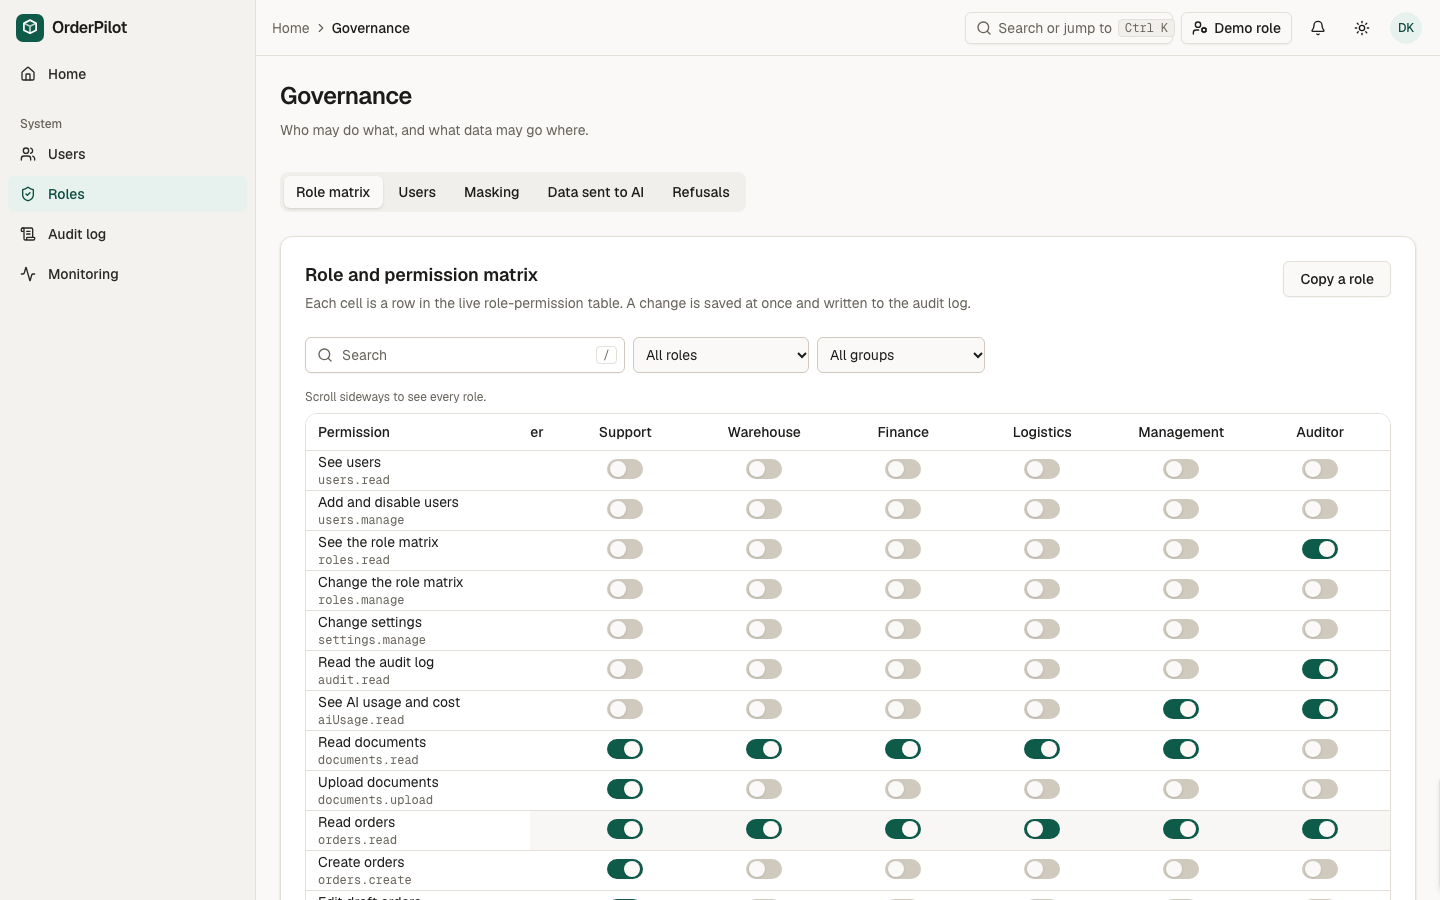 OrderPilot
Home
System
Users
Roles
Audit log
Monitoring
Home > Governance
Search or jump to Ctrl K
Demo role
DK
Governance
Who may do what, and what data may go where.
Role matrix Users Masking Data sent to AI Refusals
Role and permission matrix
Each cell is a row in the live role-permission table. A change is saved at once and written to the audit log.
Copy a role
Search /
All roles
All groups
Scroll sideways to see every role.
Permission er Support Warehouse Finance Logistics Management Auditor
See users
users.read
Add and disable users
users.manage
See the role matrix
roles.read
Change the role matrix
roles.manage
Change settings
settings.manage
Read the audit log
audit.read
See AI usage and cost
aiUsage.read
Read documents
documents.read
Upload documents
documents.upload
Read orders
orders.read
Create orders
orders.create
Edit draft orders